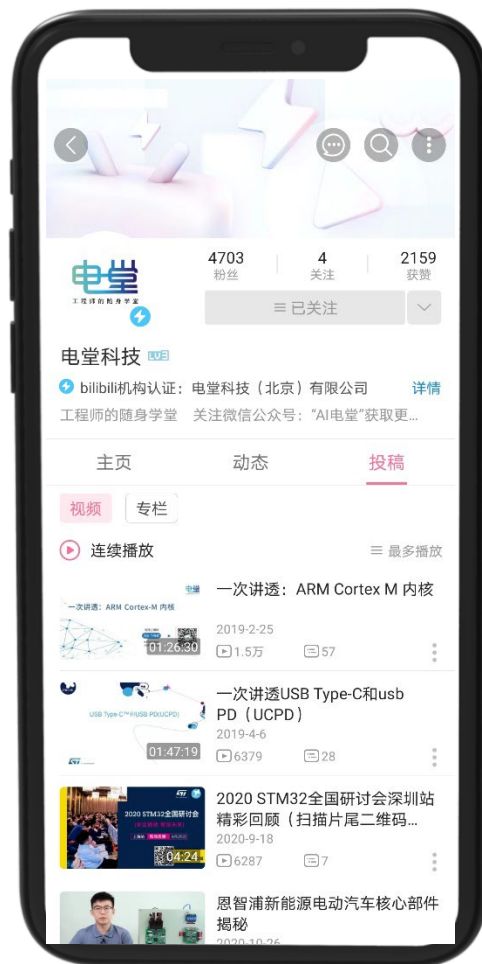 4703
4
2159
粉丝
关注
获赞
已关注
电堂
工程师的随身学堂
电堂科技 LV3
bilibili机构认证：电堂科技（北京）有限公司 详情
工程师的随身学堂 关注微信公众号：“AI电堂”获取更...
主页 动态 投稿
视频 专栏
连续播放 最多播放
电堂
一次讲透：ARM Cortex-M 内核
01:26:30
一次讲透：ARM Cortex M 内核
2019-2-25
1.5万 57
USB Type-C™和USB PD(UCPD)
01:47:19
一次讲透USB Type-C和usb
PD（UCPD）
2019-4-6
6379 28
2020 STM32全国研讨会
04:24
2020 STM32全国研讨会深圳站
精彩回顾（扫描片尾二维码...
2020-9-18
6287 7
恩智浦新能源电动汽车核心部件
揭秘
2020-10-26